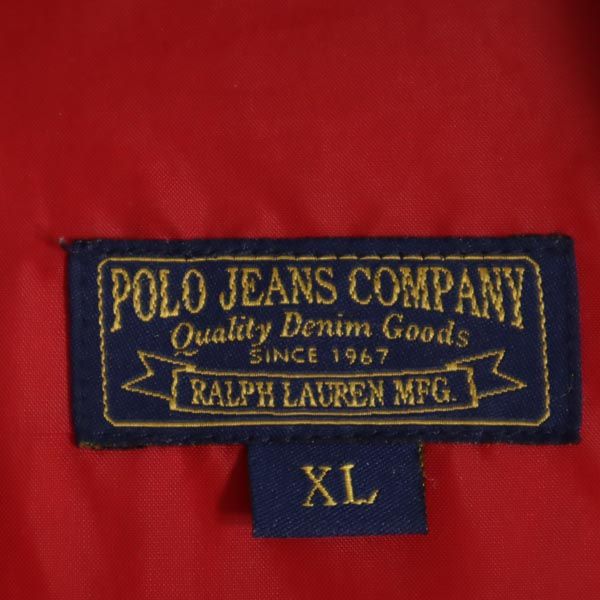 POLO JEANS COMPANY
Quality Denim Goods
SINCE 1967
RALPH LAUREN MFG.
XL